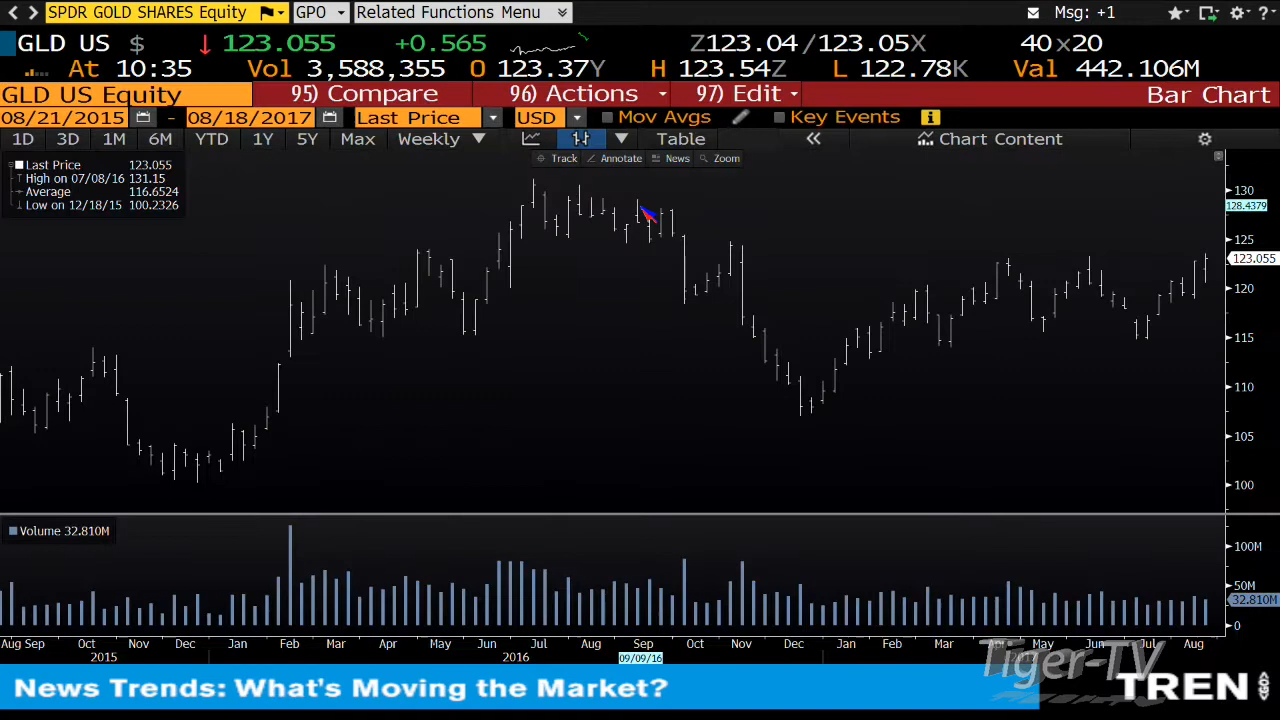 SPDR GOLD SHARES Equity GPO Related Functions Menu Msg: +1
GLD US $ 123.055 +0.565 Z123.04/123.05X 40x20
At 10:35 Vol 3,588,355 O 123.37Y H 123.54Z L 122.78K Val 442.106M
GLD US Equity 95) Compare 96) Actions 97) Edit Bar Chart
08/21/2015 - 08/18/2017 Last Price USD Mov Avgs Key Events
1D 3D 1M 6M YTD 1Y 5Y Max Weekly Table Chart Content
Track Annotate News Zoom
Last Price 123.055
High on 07/08/16 131.15
Average 116.6524
Low on 12/18/15 100.2326
130
128.4379
125
123.055
120
115
110
105
100
Volume 32.810M
100M
50M
32.810M
0
Aug Sep Oct Nov Dec Jan Feb Mar Apr May Jun Jul Aug Sep Oct Nov Dec Jan Feb Mar Apr May Jun Jul Aug
2015 2016 09/09/16 2017
Tiger-TV
News Trends: What's Moving the Market? TREN